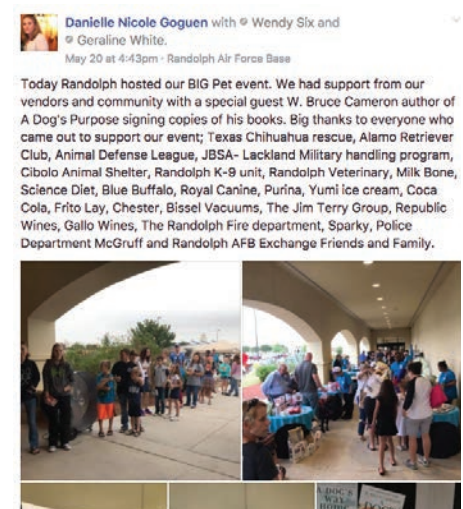 Danielle Nicole Goguen with Wendy Six and
Geraline White.
May 20 at 4:43pm · Randolph Air Force Base
Today Randolph hosted our BIG Pet event. We had support from our
vendors and community with a special guest W. Bruce Cameron author of
A Dog's Purpose signing copies of his books. Big thanks to everyone who
came out to support our event; Texas Chihuahua rescue, Alamo Retriever
Club, Animal Defense League, JBSA- Lackland Military handling program,
Cibolo Animal Shelter, Randolph K-9 unit, Randolph Veterinary, Milk Bone,
Science Diet, Blue Buffalo, Royal Canine, Purina, Yumi ice cream, Coca
Cola, Frito Lay, Chester, Bissel Vacuums, The Jim Terry Group, Republic
Wines, Gallo Wines, The Randolph Fire department, Sparky, Police
Department McGruff and Randolph AFB Exchange Friends and Family.
A DOG'S
WAY
HOME